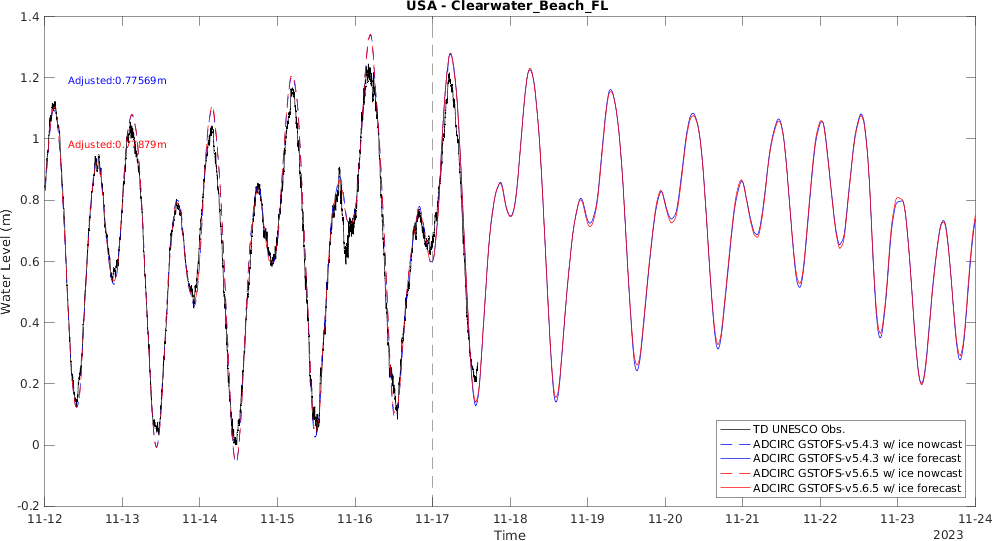 USA - Clearwater_Beach_FL
1.4
1.2
1
0.8
0.6
0.4
0.2
0
-0.2
Water Level (m)
Adjusted:0.77569m
TD UNESCO Obs.
ADCIRC GSTOFS-v5.4.3 w/ ice nowcast
ADCIRC GSTOFS-v5.4.3 w/ ice forecast
ADCIRC GSTOFS-v5.6.5 w/ ice nowcast
ADCIRC GSTOFS-v5.6.5 w/ ice forecast
11-12 11-13 11-14 11-15 11-16 11-17 11-18 11-19 11-20 11-21 11-22 11-23 11-24
Time
2023